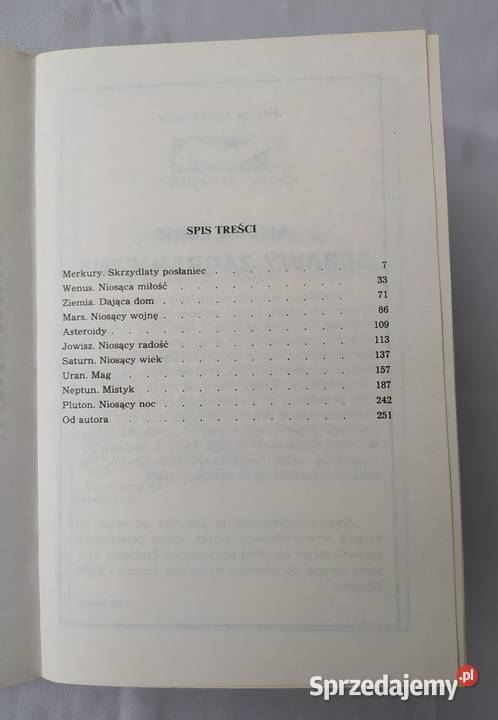 SPIS TREŚCI
Merkury. Skrzydlaty posłaniec . . . . . . . . . 7
Wenus. Niosąca miłość . . . . . . . . . . 33
Ziemia. Dająca dom . . . . . . . . . . . 71
Mars. Niosący wojnę . . . . . . . . . . . 86
Asteroidy . . . . . . . . . . . . . 109
Jowisz. Niosący radość . . . . . . . . . . 113
Saturn. Niosący wiek . . . . . . . . . . 137
Uran. Mag . . . . . . . . . . . . . 157
Neptun. Mistyk . . . . . . . . . . . . 187
Pluton. Niosący noc . . . . . . . . . . . 242
Od autora . . . . . . . . . . . . . 251
Sprzedajemy.pl